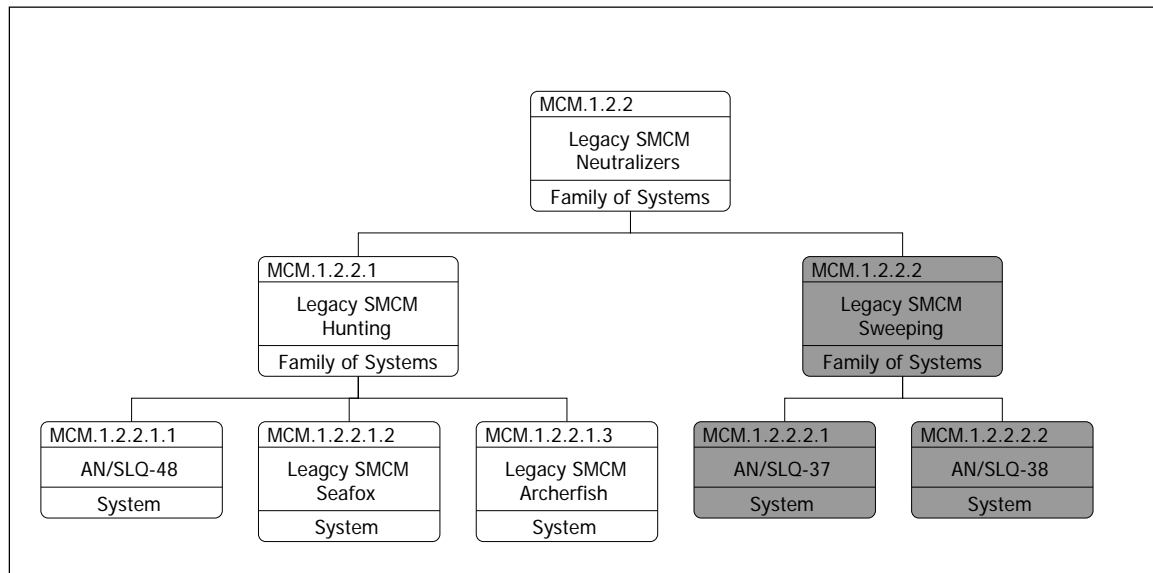 MCM.1.2.2
Legacy SMCM
Neutralizers
Family of Systems
MCM.1.2.2.1
Legacy SMCM
Hunting
Family of Systems
MCM.1.2.2.2
Legacy SMCM
Sweeping
Family of Systems
MCM.1.2.2.1.1
AN/SLQ-48
System
MCM.1.2.2.1.2
Leagcy SMCM
Seafox
System
MCM.1.2.2.1.3
Legacy SMCM
Archerfish
System
MCM.1.2.2.2.1
AN/SLQ-37
System
MCM.1.2.2.2.2
AN/SLQ-38
System